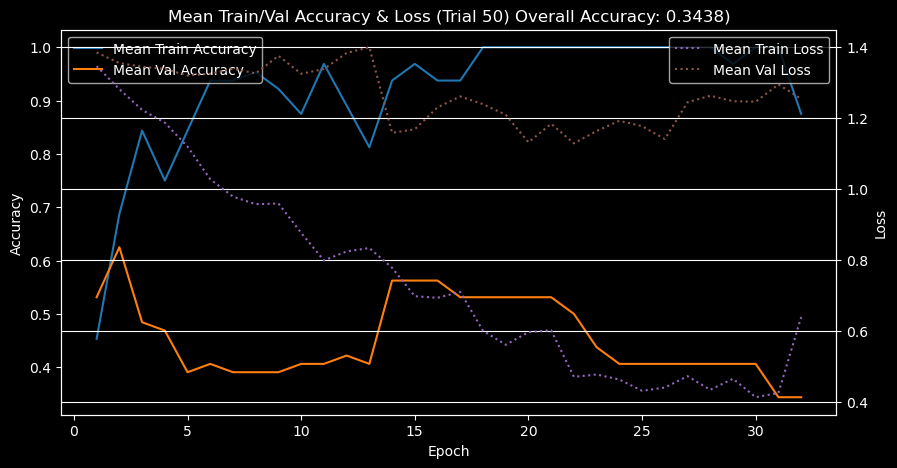 Mean Train/Val Accuracy & Loss (Trial 50) Overall Accuracy: 0.3438)
Mean Train Accuracy
Mean Val Accuracy
Mean Train Loss
Mean Val Loss
1.0
0.9
0.8
0.7
0.6
0.5
0.4
Accuracy
1.4
1.2
1.0
0.8
0.6
0.4
Loss
0
5
10
15
20
25
30
Epoch